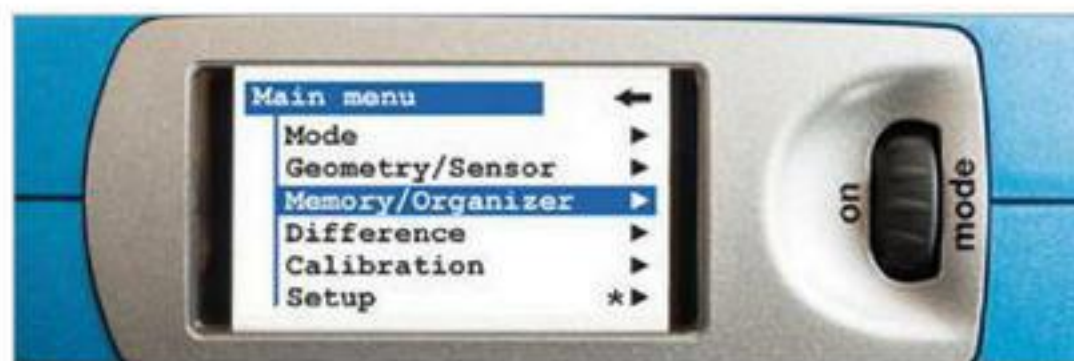 Main menu
Mode
Geometry/Sensor
Memory/Organizer
Difference
Calibration
Setup *
on
mode